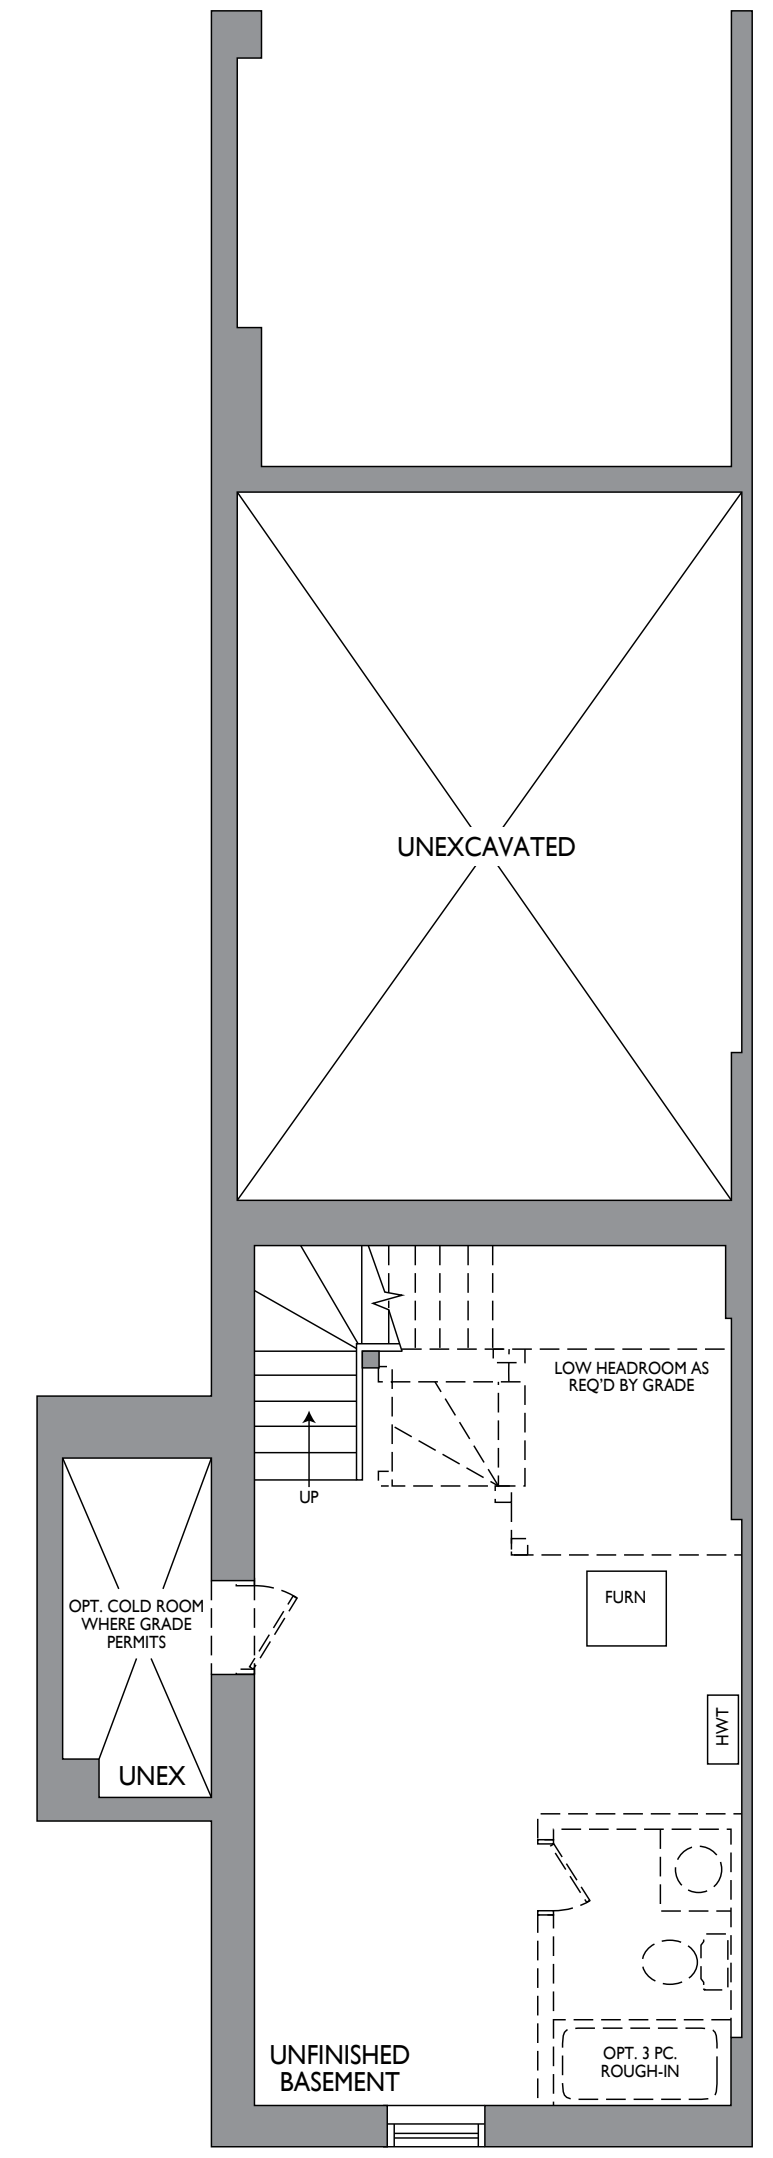 UNEXCAVATED
LOW HEADROOM AS
REQ'D BY GRADE
UP
FURN
OPT. COLD ROOM
WHERE GRADE
PERMITS
HWT
UNEX
UNFINISHED
BASEMENT
OPT. 3 PC.
ROUGH-IN